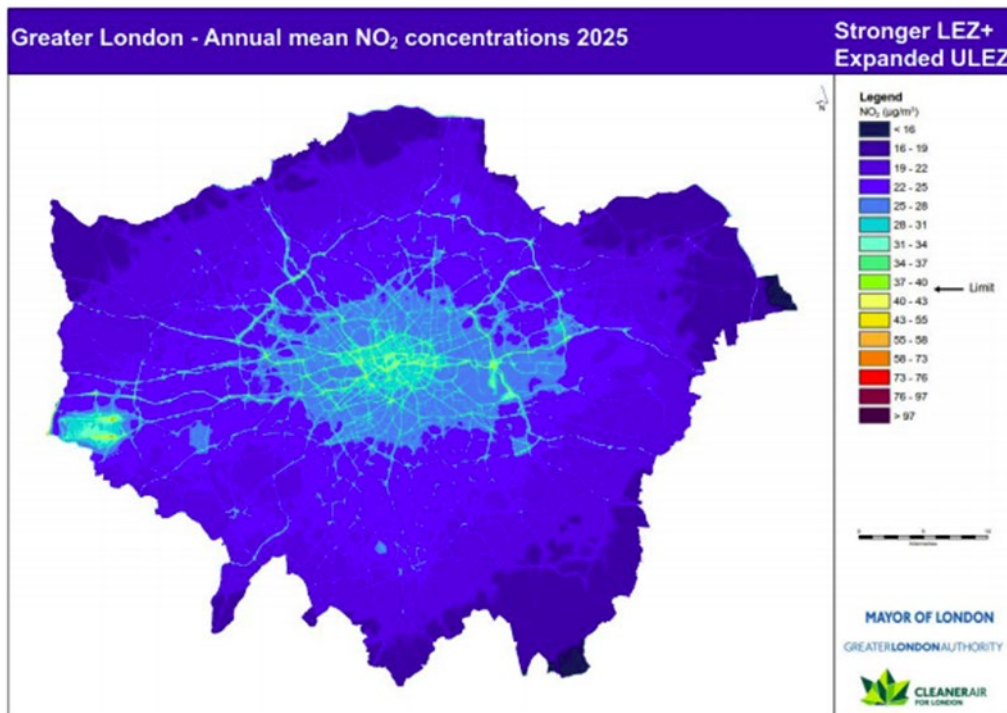 Greater London - Annual mean NO₂ concentrations 2025
Stronger LEZ+
Expanded ULEZ
N
Legend
NO₂ (µg/m³)
< 16
16 - 19
19 - 22
22 - 25
25 - 28
28 - 31
31 - 34
34 - 37
37 - 40
40 - 43
43 - 55
55 - 58
58 - 73
73 - 76
76 - 97
> 97
Limit
MAYOR OF LONDON
GREATERLONDONAUTHORITY
CLEANERAIR
FOR LONDON